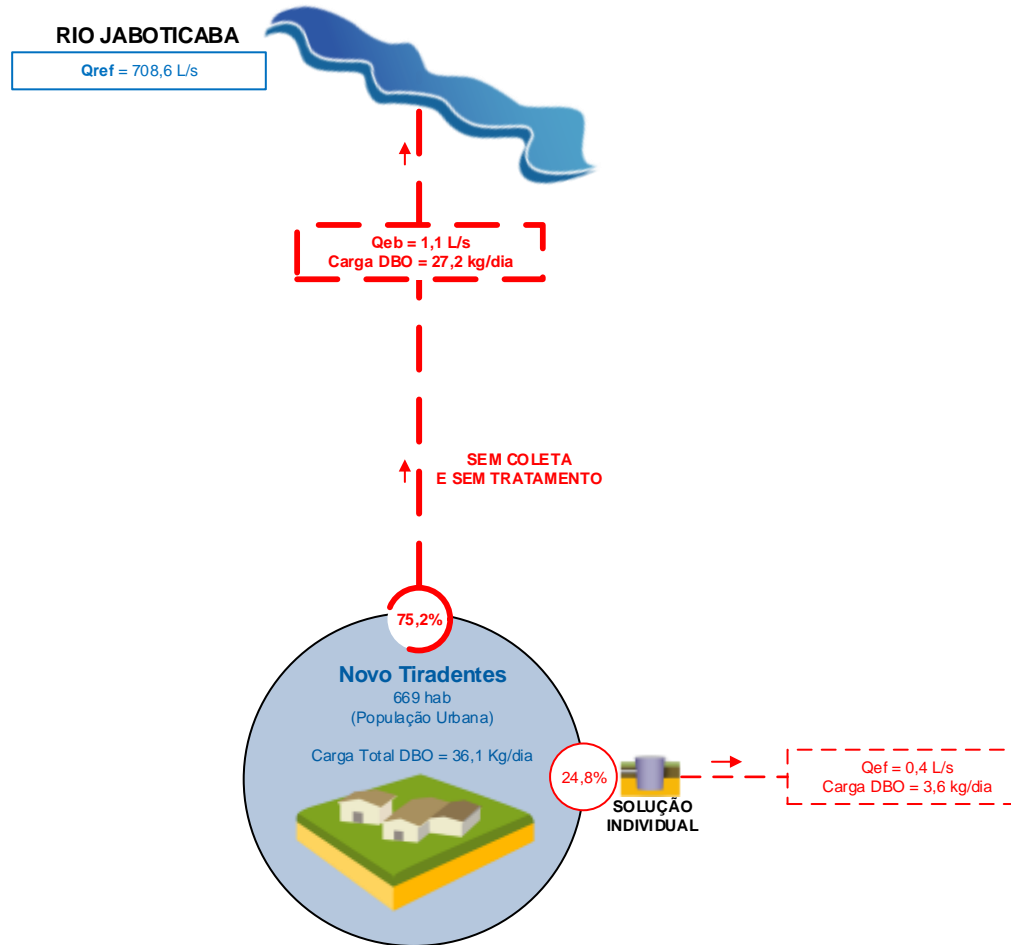 RIO JABOTICABA
Qref = 708,6 L/s
Qeb = 1,1 L/s
Carga DBO = 27,2 kg/dia
SEM COLETA
E SEM TRATAMENTO
75,2%
Novo Tiradentes
669 hab
(População Urbana)
Carga Total DBO = 36,1 Kg/dia
24,8%
SOLUÇÃO
INDIVIDUAL
Qef = 0,4 L/s
Carga DBO = 3,6 kg/dia